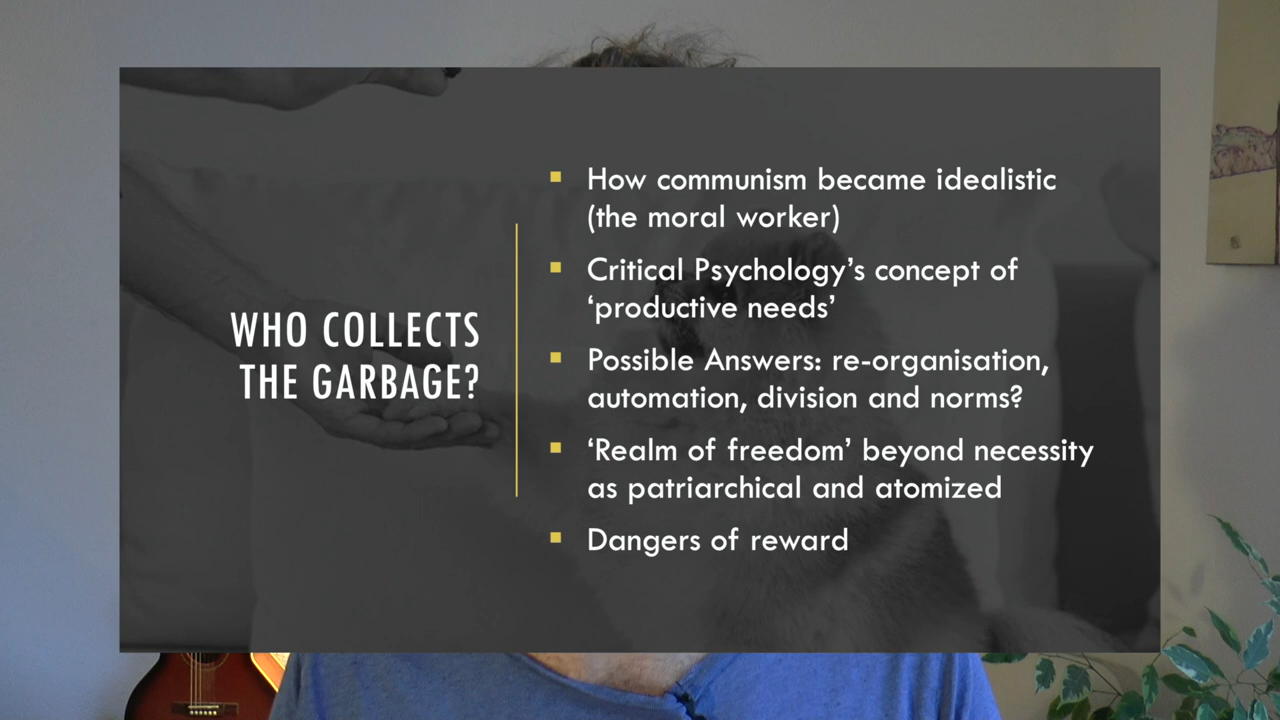 WHO COLLECTS
THE GARBAGE?
How communism became idealistic
(the moral worker)
Critical Psychology’s concept of
‘productive needs’
Possible Answers: re-organisation,
automation, division and norms?
‘Realm of freedom’ beyond necessity
as patriarchical and atomized
Dangers of reward